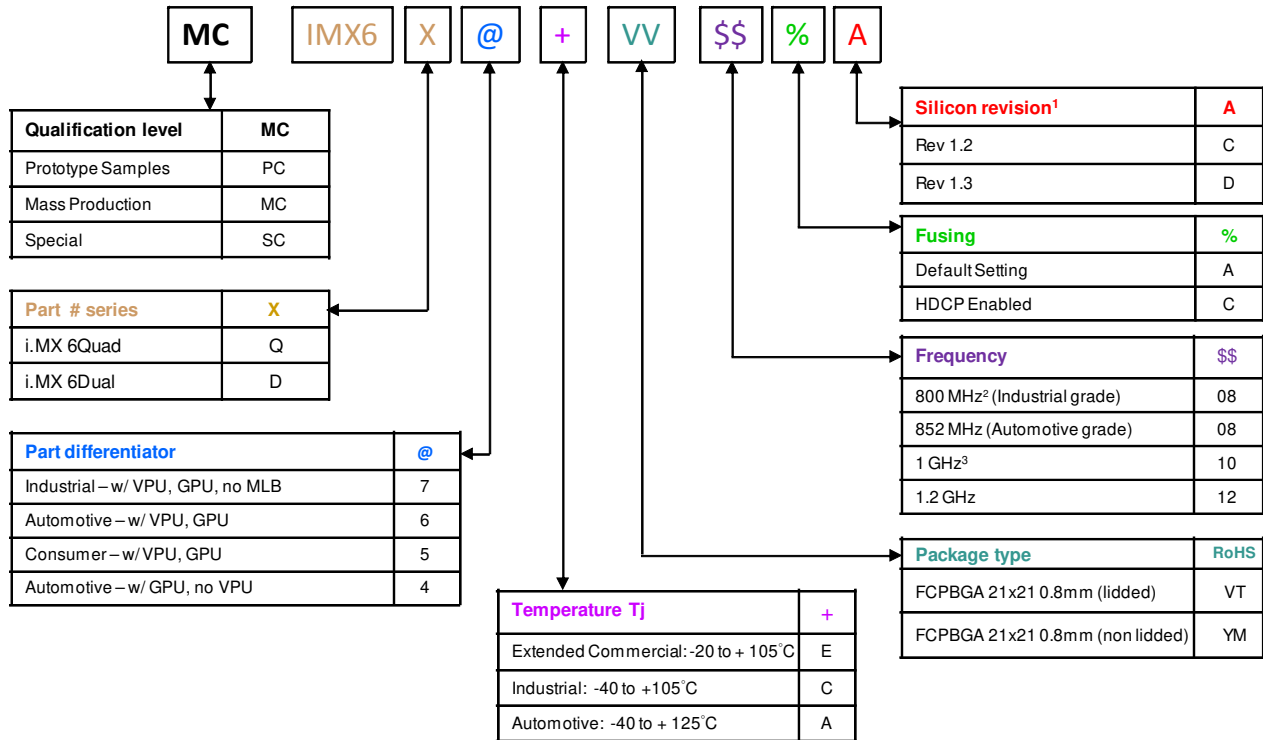 MC IMX6 X @ + VV $$ % A
Qualification level MC
Prototype Samples PC
Mass Production MC
Special SC
Part # series X
i.MX 6Quad Q
i.MX 6Dual D
Part differentiator @
Industrial – w/ VPU, GPU, no MLB 7
Automotive – w/ VPU, GPU 6
Consumer – w/ VPU, GPU 5
Automotive – w/ GPU, no VPU 4
Temperature Tj +
Extended Commercial: -20 to + 105°C E
Industrial: -40 to +105°C C
Automotive: -40 to + 125°C A
Silicon revision¹ A
Rev 1.2 C
Rev 1.3 D
Fusing %
Default Setting A
HDCP Enabled C
Frequency $$
800 MHz² (Industrial grade) 08
852 MHz (Automotive grade) 08
1 GHz³ 10
1.2 GHz 12
Package type RoHS
FCPBGA 21x21 0.8mm (lidded) VT
FCPBGA 21x21 0.8mm (non lidded) YM